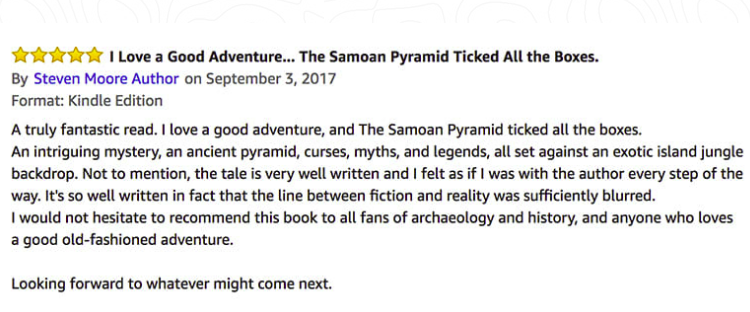 I Love a Good Adventure... The Samoan Pyramid Ticked All the Boxes.
By Steven Moore Author on September 3, 2017
Format: Kindle Edition
A truly fantastic read. I love a good adventure, and The Samoan Pyramid ticked all the boxes.
An intriguing mystery, an ancient pyramid, curses, myths, and legends, all set against an exotic island jungle
backdrop. Not to mention, the tale is very well written and I felt as if I was with the author every step of the
way. It's so well written in fact that the line between fiction and reality was sufficiently blurred.
I would not hesitate to recommend this book to all fans of archaeology and history, and anyone who loves
a good old-fashioned adventure.
Looking forward to whatever might come next.